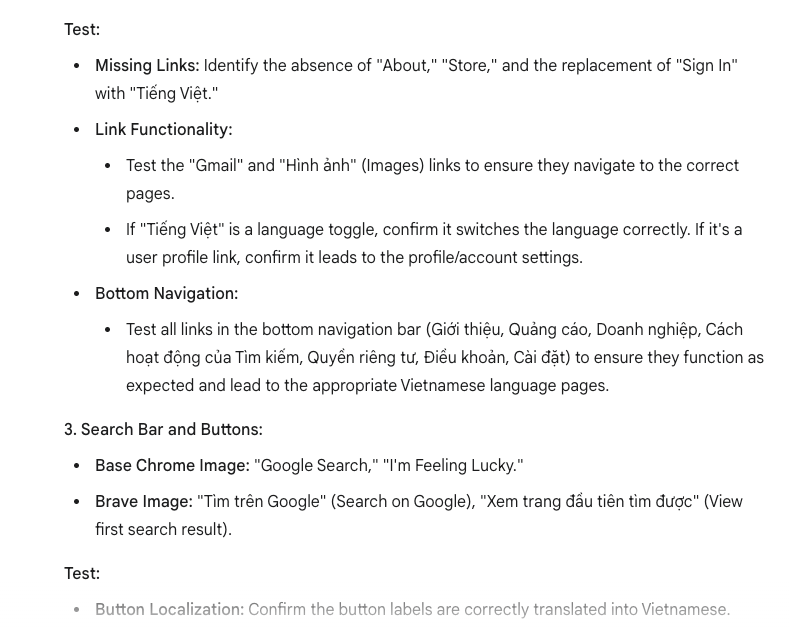 Test:
• Missing Links: Identify the absence of "About," "Store," and the replacement of "Sign In"
with "Tiếng Việt."
• Link Functionality:
• Test the "Gmail" and "Hình ảnh" (Images) links to ensure they navigate to the correct
pages.
• If "Tiếng Việt" is a language toggle, confirm it switches the language correctly. If it's a
user profile link, confirm it leads to the profile/account settings.
• Bottom Navigation:
• Test all links in the bottom navigation bar (Giới thiệu, Quảng cáo, Doanh nghiệp, Cách
hoạt động của Tìm kiếm, Quyền riêng tư, Điều khoản, Cài đặt) to ensure they function as
expected and lead to the appropriate Vietnamese language pages.
3. Search Bar and Buttons:
• Base Chrome Image: "Google Search," "I'm Feeling Lucky."
• Brave Image: "Tìm trên Google" (Search on Google), "Xem trang đầu tiên tìm được" (View
first search result).
Test:
• Button Localization: Confirm the button labels are correctly translated into Vietnamese.